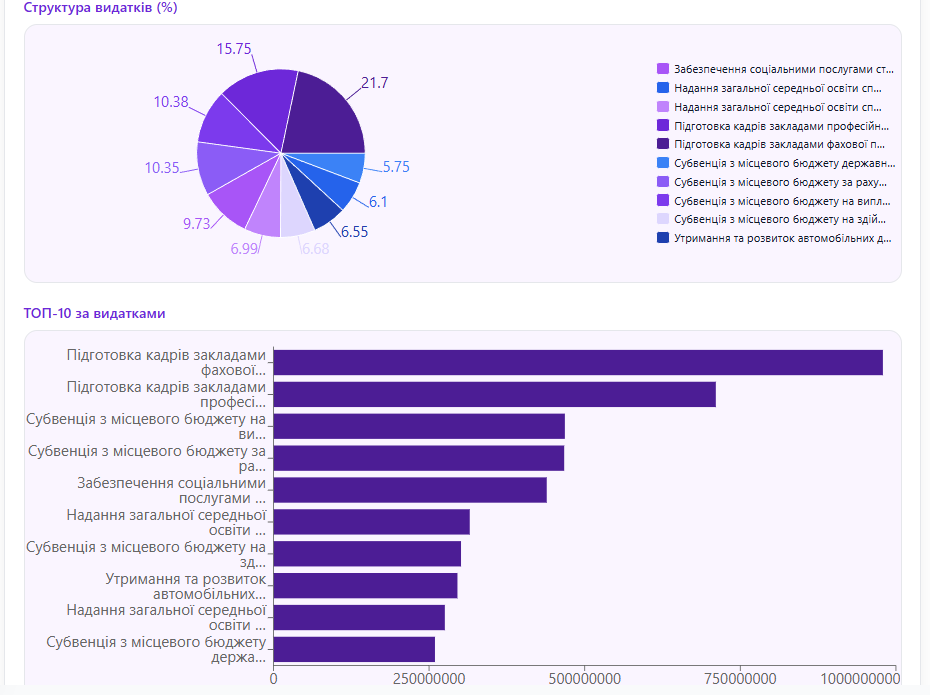 Структура видатків (%)
15.75
21.7
10.38
10.35
5.75
6.1
9.73
6.55
6.99
6.68
Забезпечення соціальними послугами ст...
Надання загальної середньої освіти сп...
Надання загальної середньої освіти сп...
Підготовка кадрів закладами професійн...
Підготовка кадрів закладами фахової п...
Субвенція з місцевого бюджету державн...
Субвенція з місцевого бюджету за раху...
Субвенція з місцевого бюджету на випл...
Субвенція з місцевого бюджету на здій...
Утримання та розвиток автомобільних д...
ТОП-10 за видатками
Підготовка кадрів закладами
фахової...
Підготовка кадрів закладами
професі...
Субвенція з місцевого бюджету на
ви...
Субвенція з місцевого бюджету за
ра...
Забезпечення соціальними
послугами ...
Надання загальної середньої
освіти ...
Субвенція з місцевого бюджету на
зд...
Утримання та розвиток
автомобільних...
Надання загальної середньої
освіти ...
Субвенція з місцевого бюджету
держа...
0
250000000
500000000
750000000
1000000000